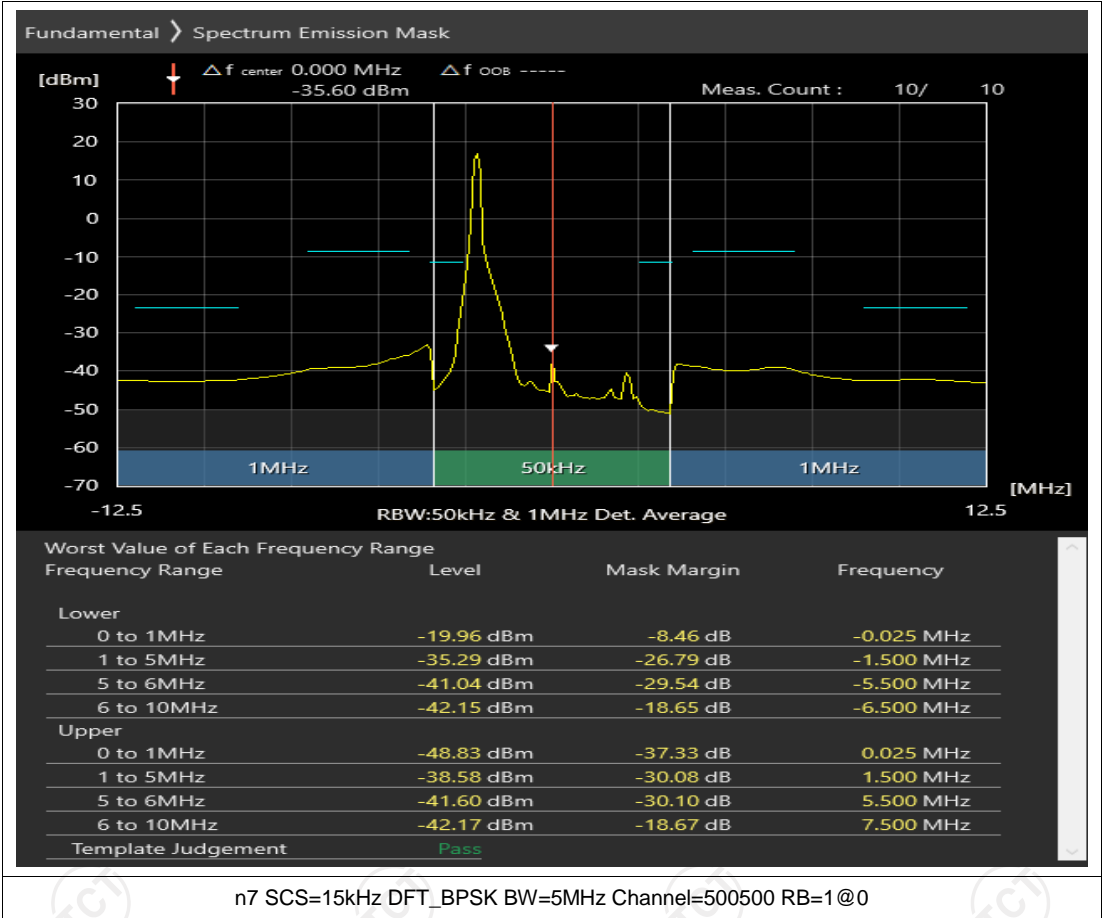 Fundamental ❯ Spectrum Emission Mask
[dBm] △f center 0.000 MHz △f OOB -----
-35.60 dBm Meas. Count : 10/ 10
30
20
10
0
-10
-20
-30
-40
-50
-60
1MHz 50kHz 1MHz
-70
[MHz]
-12.5 RBW:50kHz & 1MHz Det. Average 12.5
Worst Value of Each Frequency Range
Frequency Range Level Mask Margin Frequency
Lower
0 to 1MHz -19.96 dBm -8.46 dB -0.025 MHz
1 to 5MHz -35.29 dBm -26.79 dB -1.500 MHz
5 to 6MHz -41.04 dBm -29.54 dB -5.500 MHz
6 to 10MHz -42.15 dBm -18.65 dB -6.500 MHz
Upper
0 to 1MHz -48.83 dBm -37.33 dB 0.025 MHz
1 to 5MHz -38.58 dBm -30.08 dB 1.500 MHz
5 to 6MHz -41.60 dBm -30.10 dB 5.500 MHz
6 to 10MHz -42.17 dBm -18.67 dB 7.500 MHz
Template Judgement Pass
n7 SCS=15kHz DFT_BPSK BW=5MHz Channel=500500 RB=1@0
TCT TCT TCT TCT